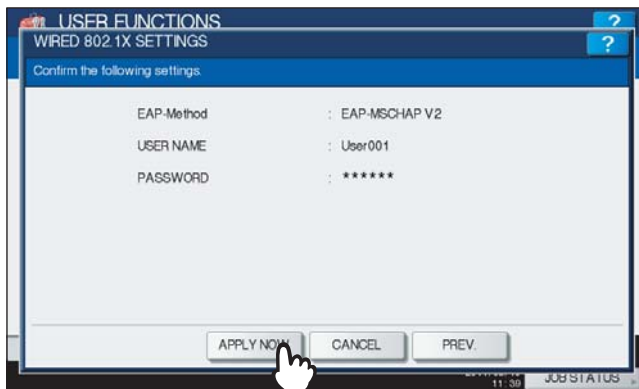 USER FUNCTIONS
?
WIRED 802.1X SETTINGS
?
Confirm the following settings.
EAP-Method : EAP-MSCHAP V2
USER NAME : User001
PASSWORD : ******
APPLY NOW
CANCEL
PREV.
11:39
JOB STATUS